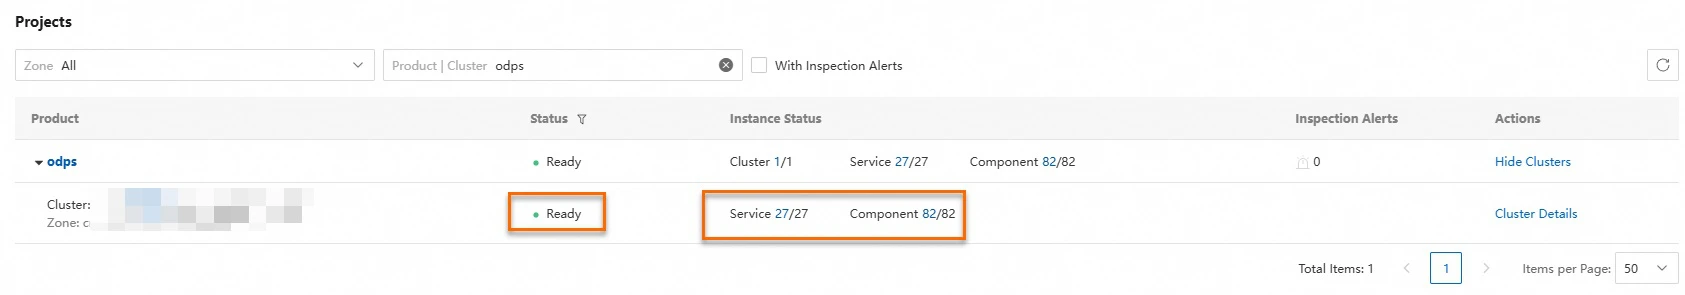 Projects
Zone All
Product | Cluster odps
With Inspection Alerts
Product Status Instance Status Inspection Alerts Actions
odps Ready Cluster 1/1 Service 27/27 Component 82/82 0 Hide Clusters
Cluster: Ready Service 27/27 Component 82/82 Cluster Details
Zone:
Total Items: 1 1 Items per Page: 50